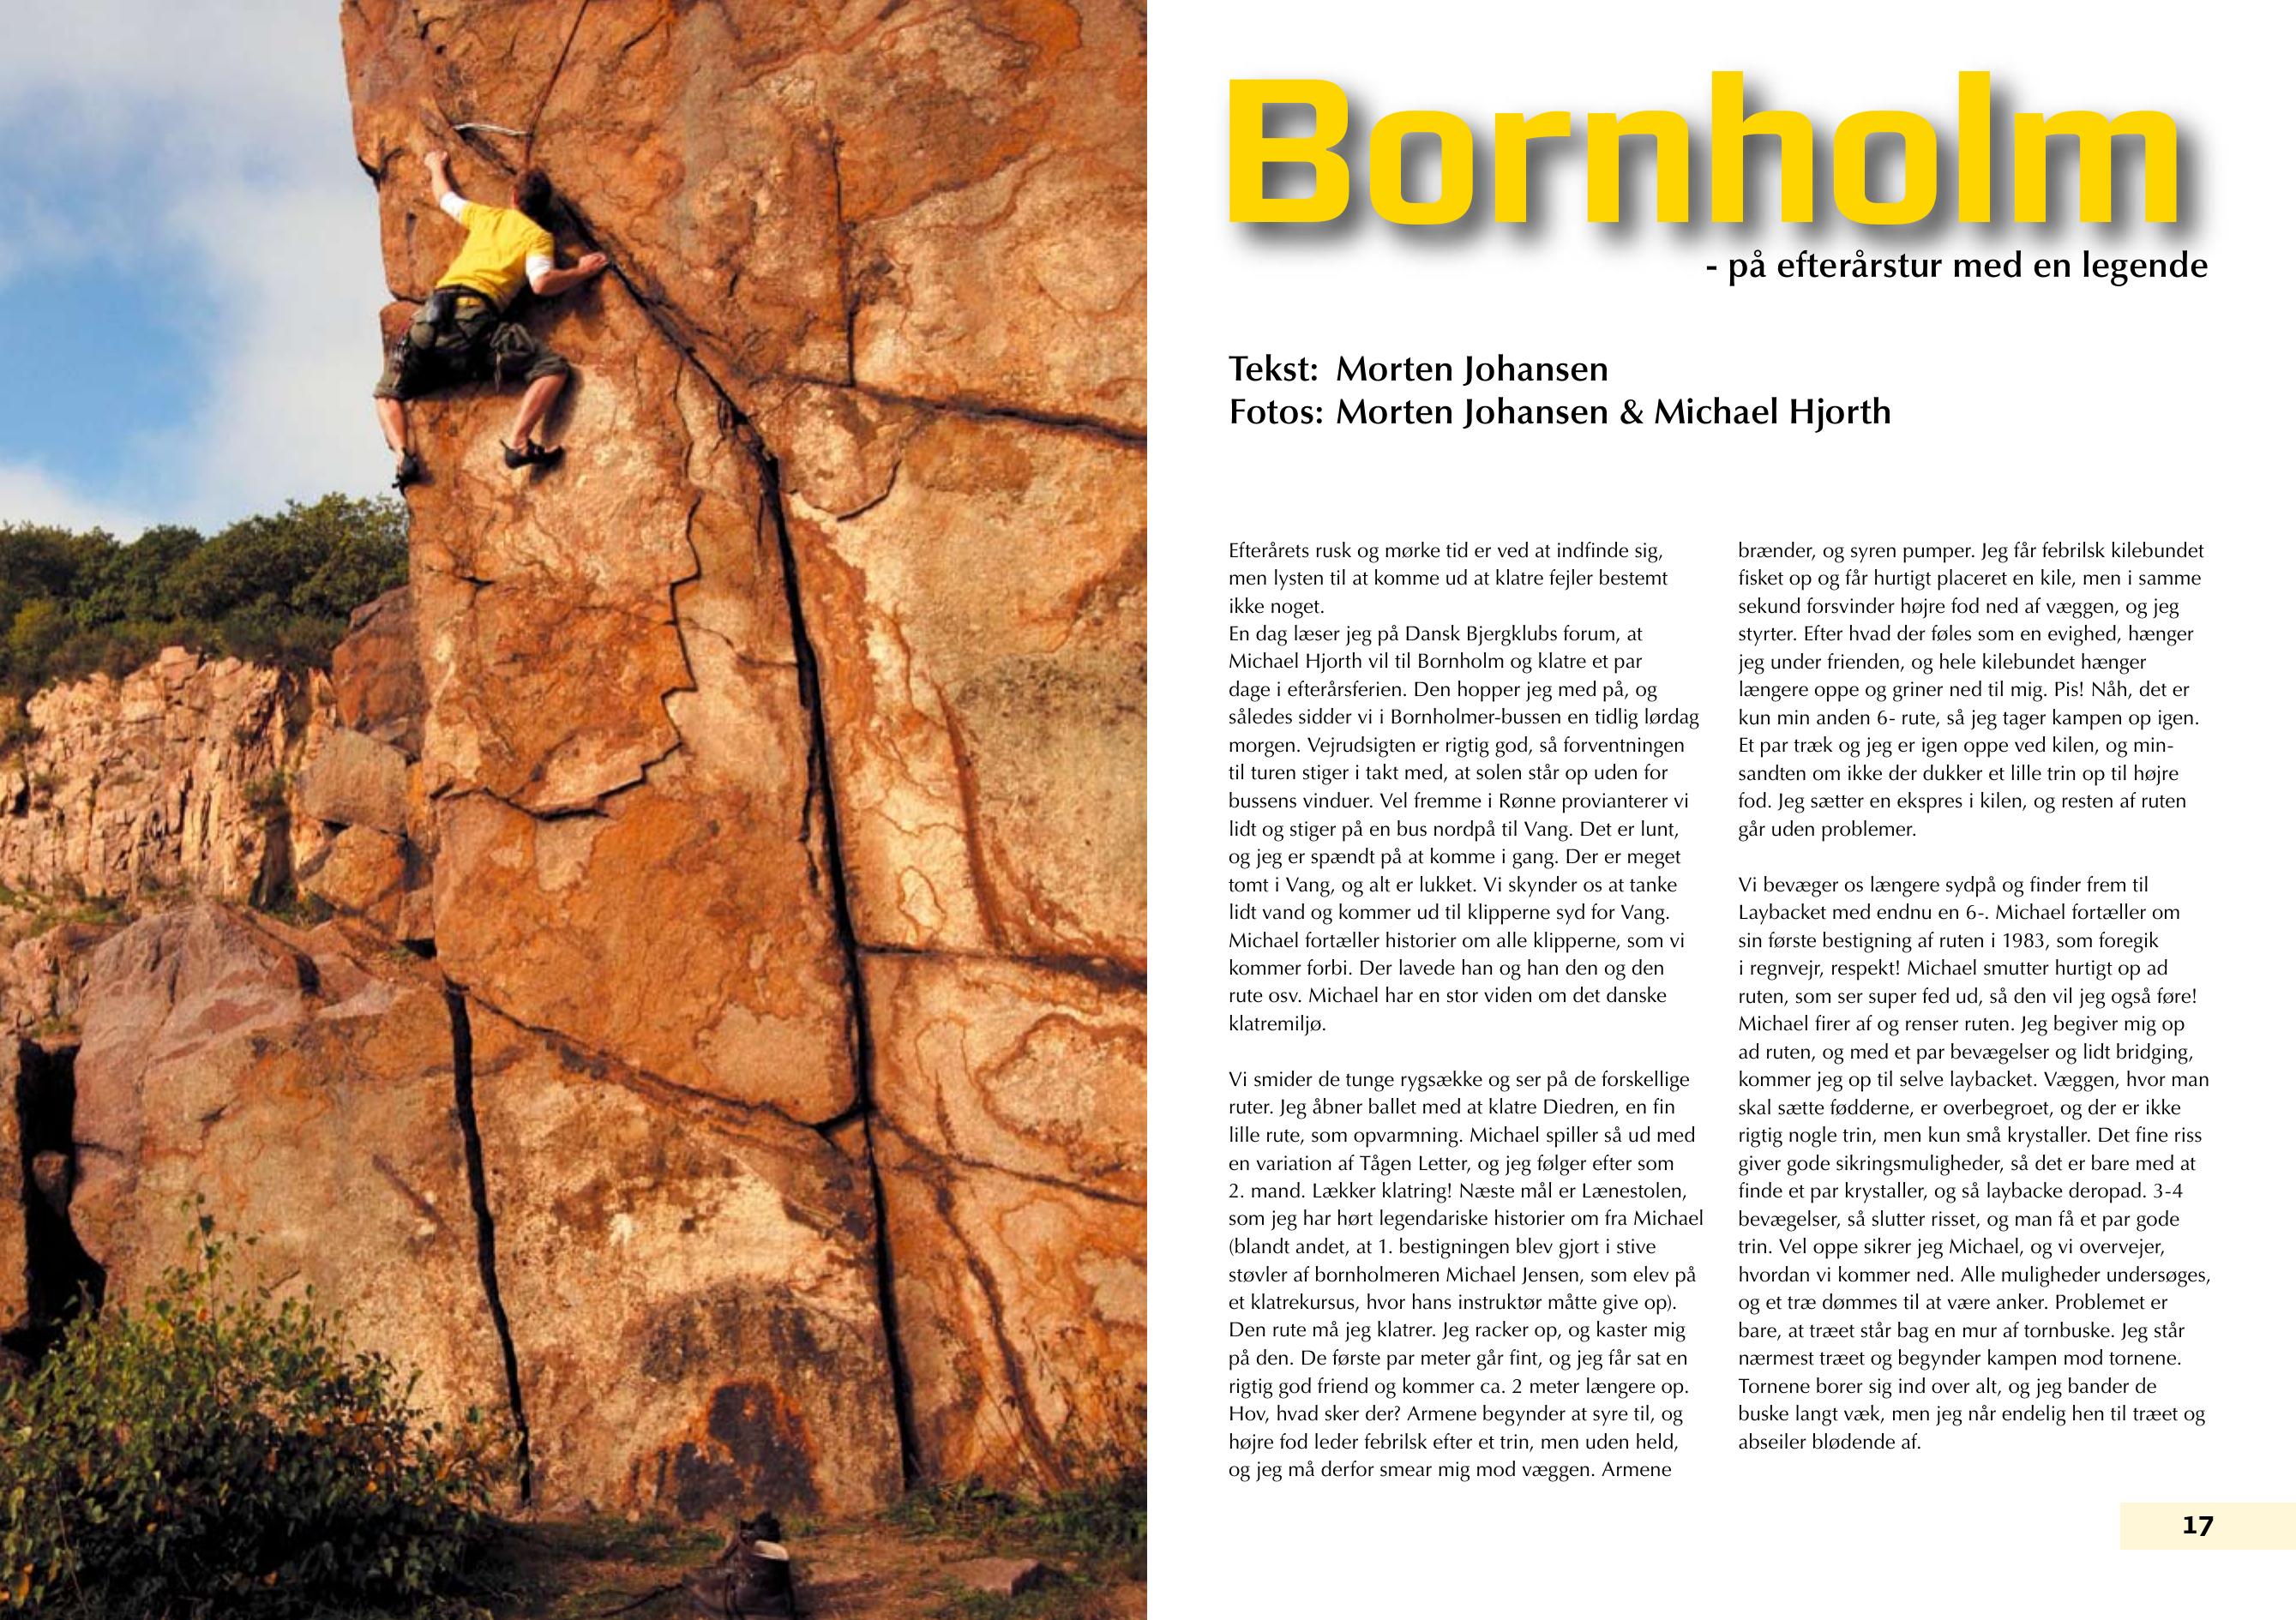 Bornholm
- på efterårstur med en legende
Tekst: Morten Johansen
Fotos: Morten Johansen & Michael Hjorth
Efterårets rusk og mørke tid er ved at indfinde sig,
men lysten til at komme ud at klatre fejler bestemt
ikke noget.
En dag læser jeg på Dansk Bjergklubs forum, at
Michael Hjorth vil til Bornholm og klatre et par
dage i efterårsferien. Den hopper jeg med på, og
således sidder vi i Bornholmer-bussen en tidlig lørdag
morgen. Vejrudsigten er rigtig god, så forventningen
til turen stiger i takt med, at solen står op uden for
bussens vinduer. Vel fremme i Rønne provianterer vi
lidt og stiger på en bus nordpå til Vang. Det er lunt,
og jeg er spændt på at komme i gang. Der er meget
tomt i Vang, og alt er lukket. Vi skynder os at tanke
lidt vand og kommer ud til klipperne syd for Vang.
Michael fortæller historier om alle klipperne, som vi
kommer forbi. Der lavede han og han den og den
rute osv. Michael har en stor viden om det danske
klatremiljø.
Vi smider de tunge rygsække og ser på de forskellige
ruter. Jeg åbner ballet med at klatre Diedren, en fin
lille rute, som opvarmning. Michael spiller så ud med
en variation af Tågen Letter, og jeg følger efter som
2. mand. Lækker klatring! Næste mål er Lænestolen,
som jeg har hørt legendariske historier om fra Michael
(blandt andet, at 1. bestigningen blev gjort i stive
støvler af bornholmeren Michael Jensen, som elev på
et klatrekursus, hvor hans instruktør måtte give op).
Den rute må jeg klatrer. Jeg racker op, og kaster mig
på den. De første par meter går fint, og jeg får sat en
rigtig god friend og kommer ca. 2 meter længere op.
Hov, hvad sker der? Armene begynder at syre til, og
højre fod leder febrilsk efter et trin, men uden held,
og jeg må derfor smear mig mod væggen. Armene
brænder, og syren pumper. Jeg får febrilsk kilebundet
fisket op og får hurtigt placeret en kile, men i samme
sekund forsvinder højre fod ned af væggen, og jeg
styrter. Efter hvad der føles som en evighed, hænger
jeg under frienden, og hele kilebundet hænger
længere oppe og griner ned til mig. Pis! Nåh, det er
kun min anden 6- rute, så jeg tager kampen op igen.
Et par træk og jeg er igen oppe ved kilen, og min-
sandten om ikke der dukker et lille trin op til højre
fod. Jeg sætter en ekspres i kilen, og resten af ruten
går uden problemer.
Vi bevæger os længere sydpå og finder frem til
Laybacket med endnu en 6-. Michael fortæller om
sin første bestigning af ruten i 1983, som foregik
i regnvejr, respekt! Michael smutter hurtigt op ad
ruten, som ser super fed ud, så den vil jeg også føre!
Michael firer af og renser ruten. Jeg begiver mig op
ad ruten, og med et par bevægelser og lidt bridging,
kommer jeg op til selve laybacket. Væggen, hvor man
skal sætte fødderne, er overbegroet, og der er ikke
rigtig nogle trin, men kun små krystaller. Det fine riss
giver gode sikringsmuligheder, så det er bare med at
finde et par krystaller, og så laybacke deropad. 3-4
bevægelser, så slutter risset, og man få et par gode
trin. Vel oppe sikrer jeg Michael, og vi overvejer,
hvordan vi kommer ned. Alle muligheder undersøges,
og et træ dømmes til at være anker. Problemet er
bare, at træet står bag en mur af tornbuske. Jeg står
nærmest træet og begynder kampen mod tornene.
Tornene borer sig ind over alt, og jeg bander de
buske langt væk, men jeg når endelig hen til træet og
abseiler blødende af.
17